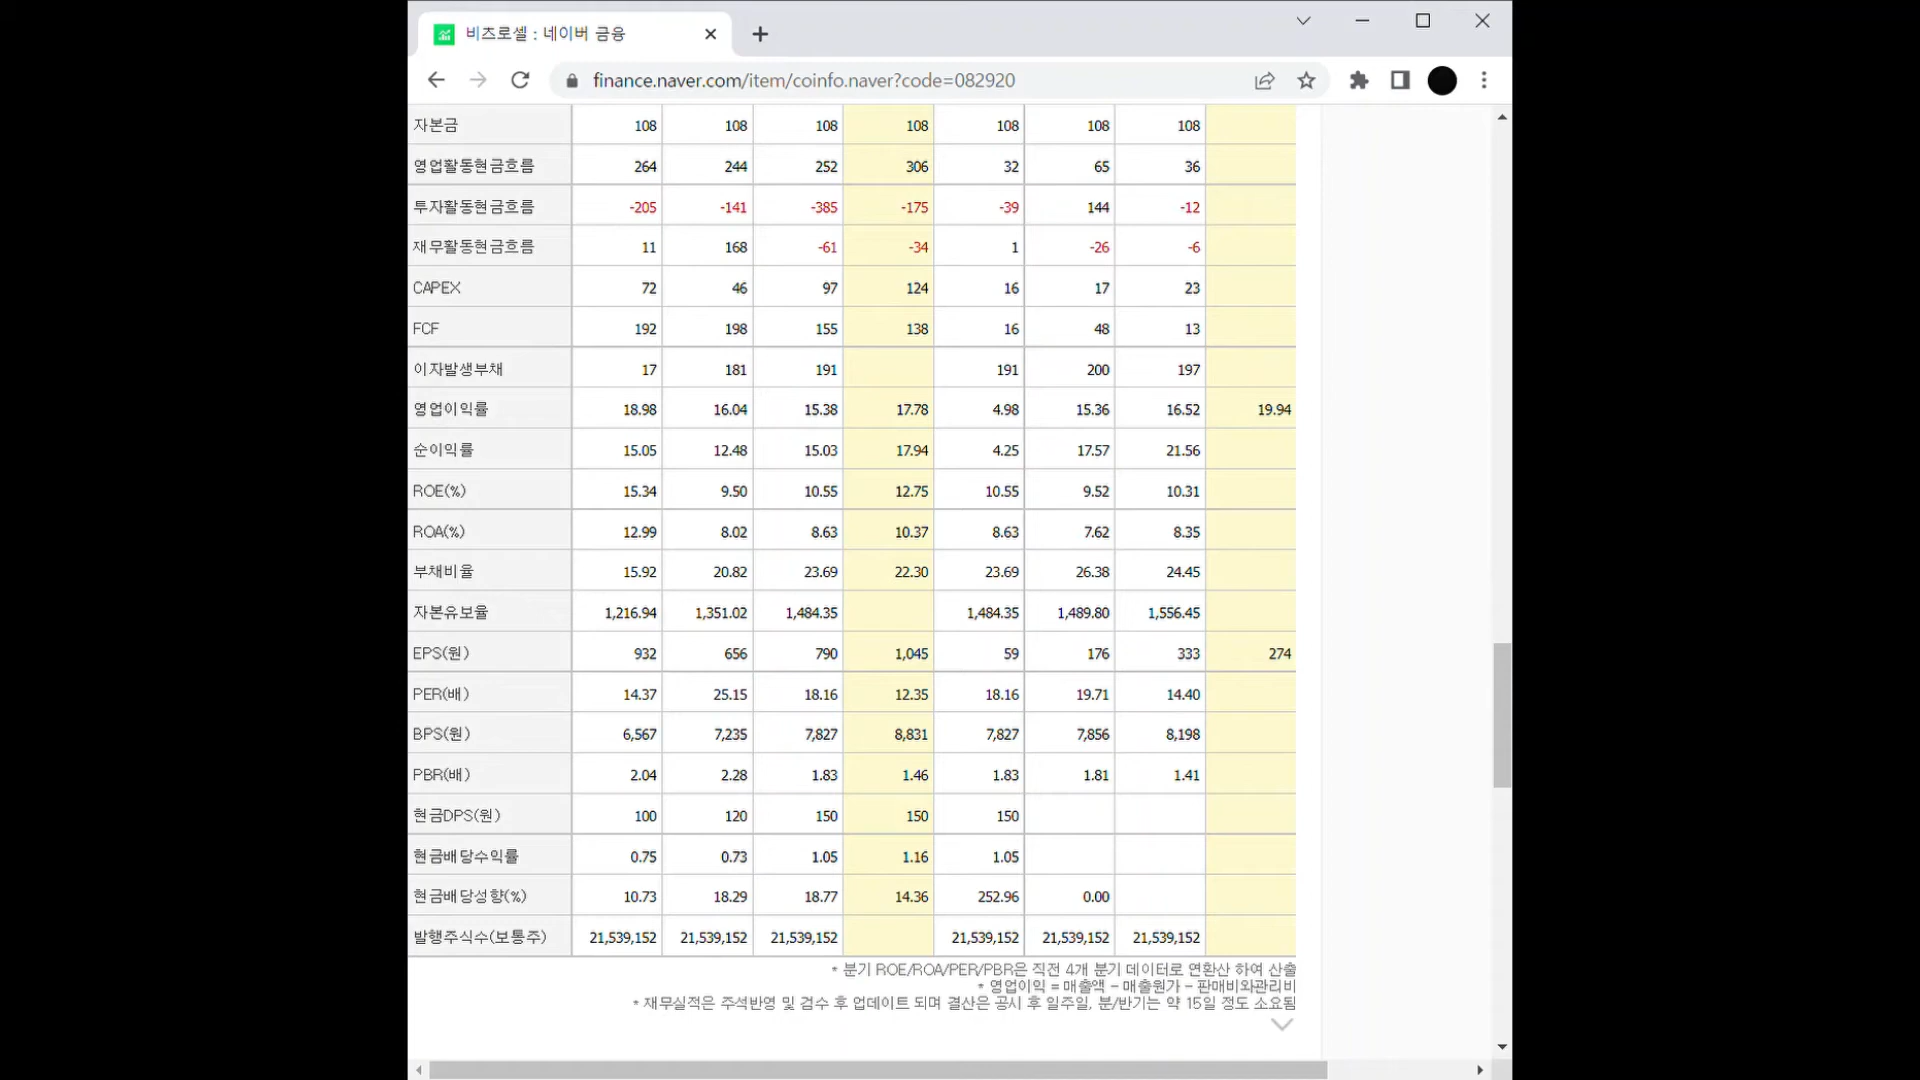 비츠로셀 : 네이버 금융
finance.naver.com/item/coinfo.naver?code=082920
자본금 108 108 108 108 108 108 108
영업활동현금흐름 264 244 252 306 32 65 36
투자활동현금흐름 -205 -141 -385 -175 -39 144 -12
재무활동현금흐름 11 168 -61 -34 1 -26 -6
CAPEX 72 46 97 124 16 17 23
FCF 192 198 155 138 16 48 13
이자발생부채 17 181 191 191 200 197
영업이익률 18.98 16.04 15.38 17.78 4.98 15.36 16.52 19.94
순이익률 15.05 12.48 15.03 17.94 4.25 17.57 21.56
ROE(%) 15.34 9.50 10.55 12.75 10.55 9.52 10.31
ROA(%) 12.99 8.02 8.63 10.37 8.63 7.62 8.35
부채비율 15.92 20.82 23.69 22.30 23.69 26.38 24.45
자본유보율 1,216.94 1,351.02 1,484.35 1,484.35 1,489.80 1,556.45
EPS(원) 932 656 790 1,045 59 176 333 274
PER(배) 14.37 25.15 18.16 12.35 18.16 19.71 14.40
BPS(원) 6,567 7,235 7,827 8,831 7,827 7,856 8,198
PBR(배) 2.04 2.28 1.83 1.46 1.83 1.81 1.41
현금DPS(원) 100 120 150 150 150
현금배당수익률 0.75 0.73 1.05 1.16 1.05
현금배당성향(%) 10.73 18.29 18.77 14.36 252.96 0.00
발행주식수(보통주) 21,539,152 21,539,152 21,539,152 21,539,152 21,539,152 21,539,152
* 분기 ROE/ROA/PER/PBR은 직전 4개 분기 데이터로 연환산 하여 산출
* 영업이익 = 매출액 - 매출원가 - 판매비와관리비
* 재무실적은 주석반영 및 검수 후 업데이트 되며 결산은 공시 후 일주일, 분/반기는 약 15일 정도 소요됨